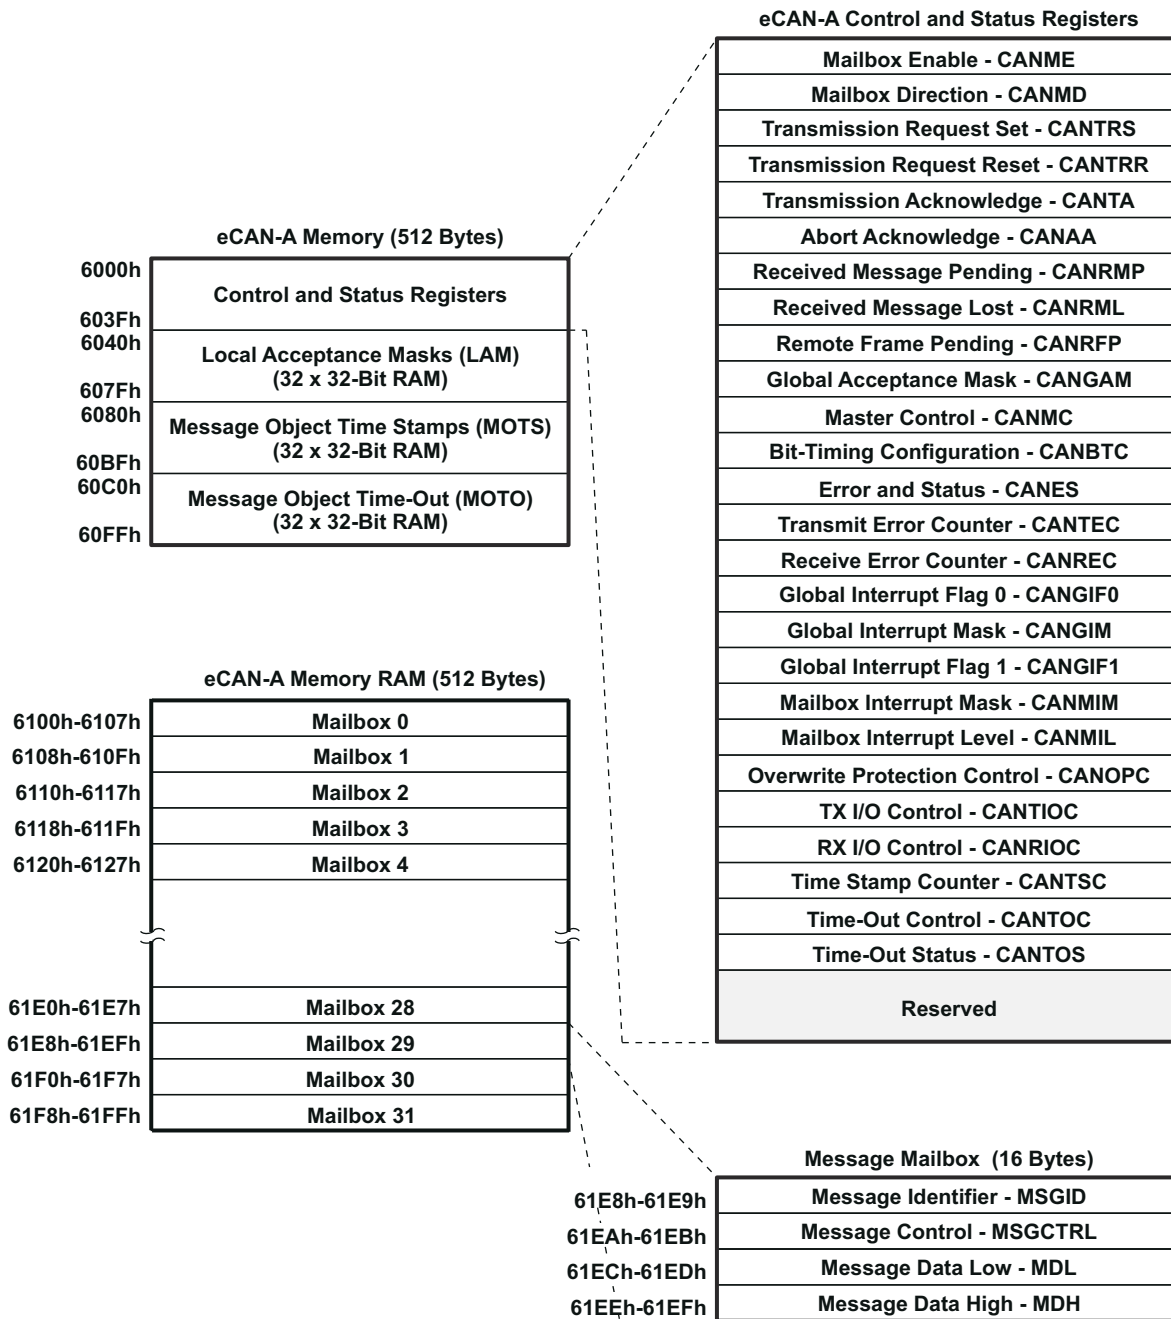 eCAN-A Control and Status Registers
Mailbox Enable - CANME
Mailbox Direction - CANMD
Transmission Request Set - CANTRS
Transmission Request Reset - CANTRR
Transmission Acknowledge - CANTA
Abort Acknowledge - CANAA
Received Message Pending - CANRMP
Received Message Lost - CANRML
Remote Frame Pending - CANRFP
Global Acceptance Mask - CANGAM
Master Control - CANMC
Bit-Timing Configuration - CANBTC
Error and Status - CANES
Transmit Error Counter - CANTEC
Receive Error Counter - CANREC
Global Interrupt Flag 0 - CANGIF0
Global Interrupt Mask - CANGIM
Global Interrupt Flag 1 - CANGIF1
Mailbox Interrupt Mask - CANMIM
Mailbox Interrupt Level - CANMIL
Overwrite Protection Control - CANOPC
TX I/O Control - CANTIOC
RX I/O Control - CANRIOC
Time Stamp Counter - CANTSC
Time-Out Control - CANTOC
Time-Out Status - CANTOS
Reserved
eCAN-A Memory (512 Bytes)
6000h
Control and Status Registers
603Fh
6040h
Local Acceptance Masks (LAM)
(32 x 32-Bit RAM)
607Fh
6080h
Message Object Time Stamps (MOTS)
(32 x 32-Bit RAM)
60BFh
60C0h
Message Object Time-Out (MOTO)
(32 x 32-Bit RAM)
60FFh
eCAN-A Memory RAM (512 Bytes)
6100h-6107h Mailbox 0
6108h-610Fh Mailbox 1
6110h-6117h Mailbox 2
6118h-611Fh Mailbox 3
6120h-6127h Mailbox 4
61E0h-61E7h Mailbox 28
61E8h-61EFh Mailbox 29
61F0h-61F7h Mailbox 30
61F8h-61FFh Mailbox 31
Message Mailbox (16 Bytes)
61E8h-61E9h Message Identifier - MSGID
61EAh-61EBh Message Control - MSGCTRL
61ECh-61EDh Message Data Low - MDL
61EEh-61EFh Message Data High - MDH